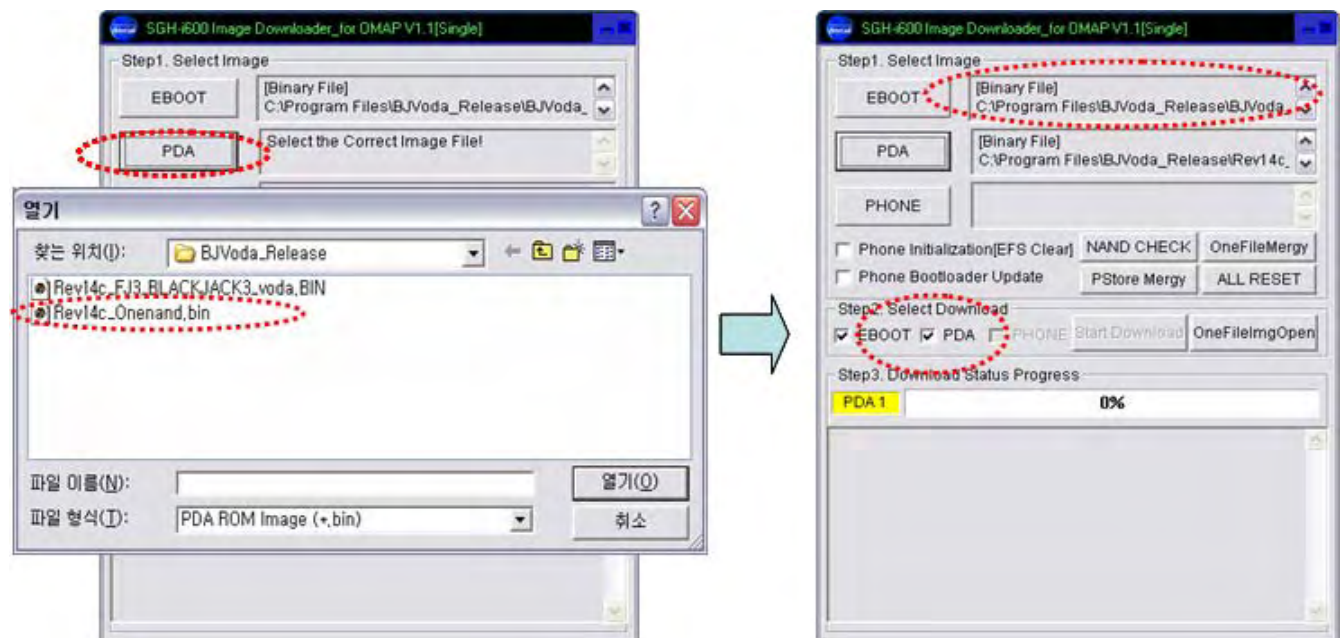 SGH-i600 Image Downloader_for OMAP V1.1[Single]
Step1. Select Image
EBOOT
[Binary File]
C:\Program Files\BJVoda_Release\BJVoda_
PDA
Select the Correct Image File!
열기
찾는 위치(I):
BJVoda_Release
Rev14c_FJ3_BLACKJACK3_voda.BIN
Rev14c_Onenand.bin
파일 이름(N):
열기(O)
파일 형식(T):
PDA ROM Image (*.bin)
취소
SGH-i600 Image Downloader_for OMAP V1.1[Single]
Step1. Select Image
EBOOT
[Binary File]
C:\Program Files\BJVoda_Release\BJVoda_
PDA
[Binary File]
C:\Program Files\BJVoda_Release\Rev14c_
PHONE
Phone Initialization[EFS Clear]
NAND CHECK
OneFileMergy
Phone Bootloader Update
PStore Mergy
ALL RESET
Step2. Select Download
EBOOT
PDA
PHONE
Start Download
OneFileImgOpen
Step3. Download Status Progress
PDA 1
0%